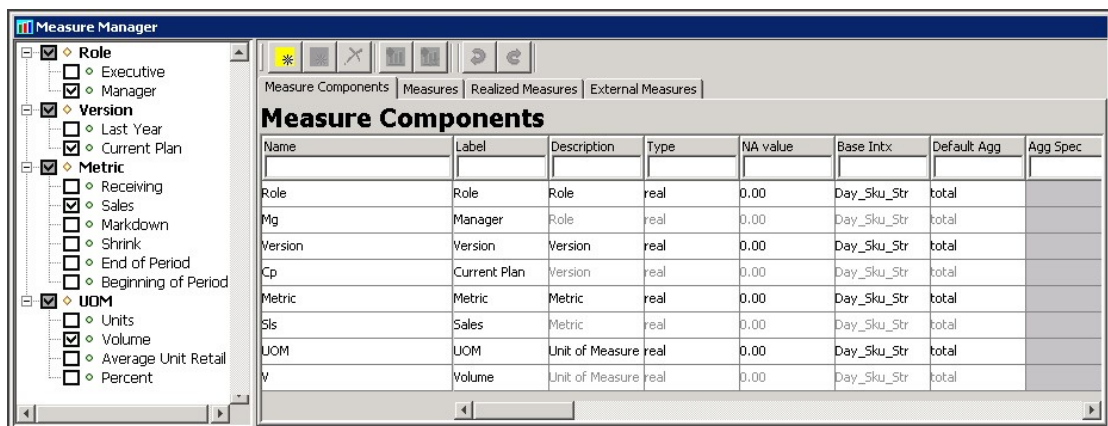 Measure Manager
Role
Executive
Manager
Version
Last Year
Current Plan
Metric
Receiving
Sales
Markdown
Shrink
End of Period
Beginning of Period
UOM
Units
Volume
Average Unit Retail
Percent
Measure Components Measures Realized Measures External Measures
Measure Components
Name Label Description Type NA value Base Intx Default Agg Agg Spec
Role Role Role real 0.00 Day_Sku_Str total
Mg Manager Role real 0.00 Day_Sku_Str total
Version Version Version real 0.00 Day_Sku_Str total
Cp Current Plan Version real 0.00 Day_Sku_Str total
Metric Metric Metric real 0.00 Day_Sku_Str total
Sls Sales Metric real 0.00 Day_Sku_Str total
UOM UOM Unit of Measure real 0.00 Day_Sku_Str total
V Volume Unit of Measure real 0.00 Day_Sku_Str total